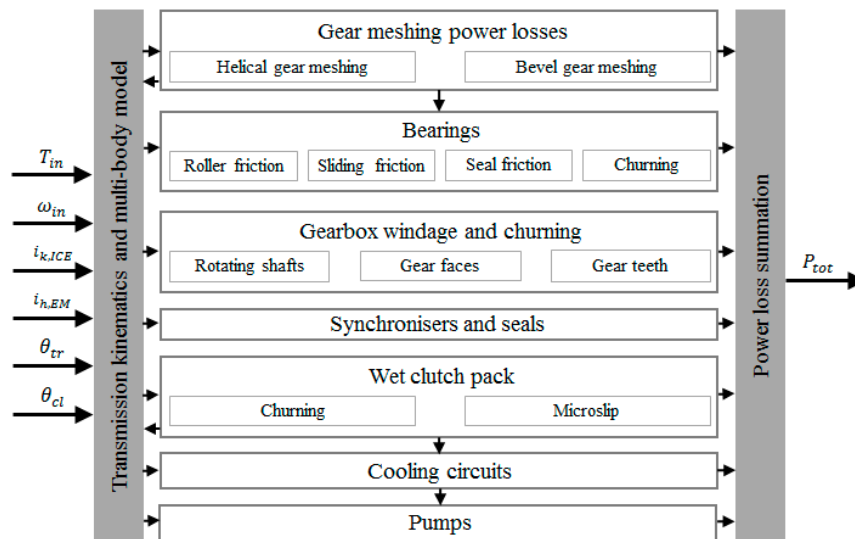 Gear meshing power losses
Helical gear meshing
Bevel gear meshing
Bearings
Roller friction
Sliding friction
Seal friction
Churning
Gearbox windage and churning
Rotating shafts
Gear faces
Gear teeth
Synchronisers and seals
Wet clutch pack
Churning
Microslip
Cooling circuits
Pumps
Transmission kinematics and multi-body model
Power loss summation
T_in
ω_in
i_k,ICE
i_h,EM
θ_tr
θ_cl
P_tot